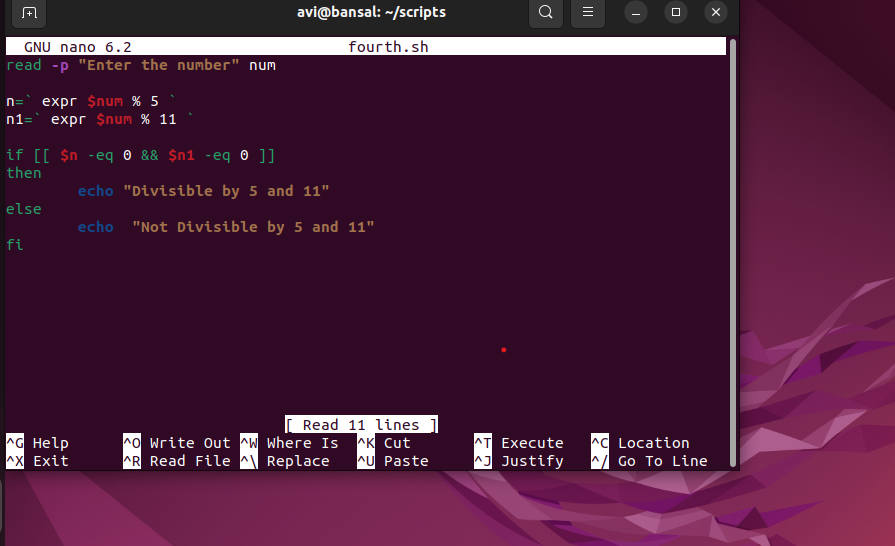 avi@bansal: ~/scripts
GNU nano 6.2 fourth.sh
read -p "Enter the number" num
n=` expr $num % 5 `
n1=` expr $num % 11 `
if [[ $n -eq 0 && $n1 -eq 0 ]]
then
echo "Divisible by 5 and 11"
else
echo  "Not Divisible by 5 and 11"
fi
[ Read 11 lines ]
^G Help ^O Write Out ^W Where Is ^K Cut ^T Execute ^C Location
^X Exit ^R Read File ^\ Replace ^U Paste ^J Justify ^/ Go To Line